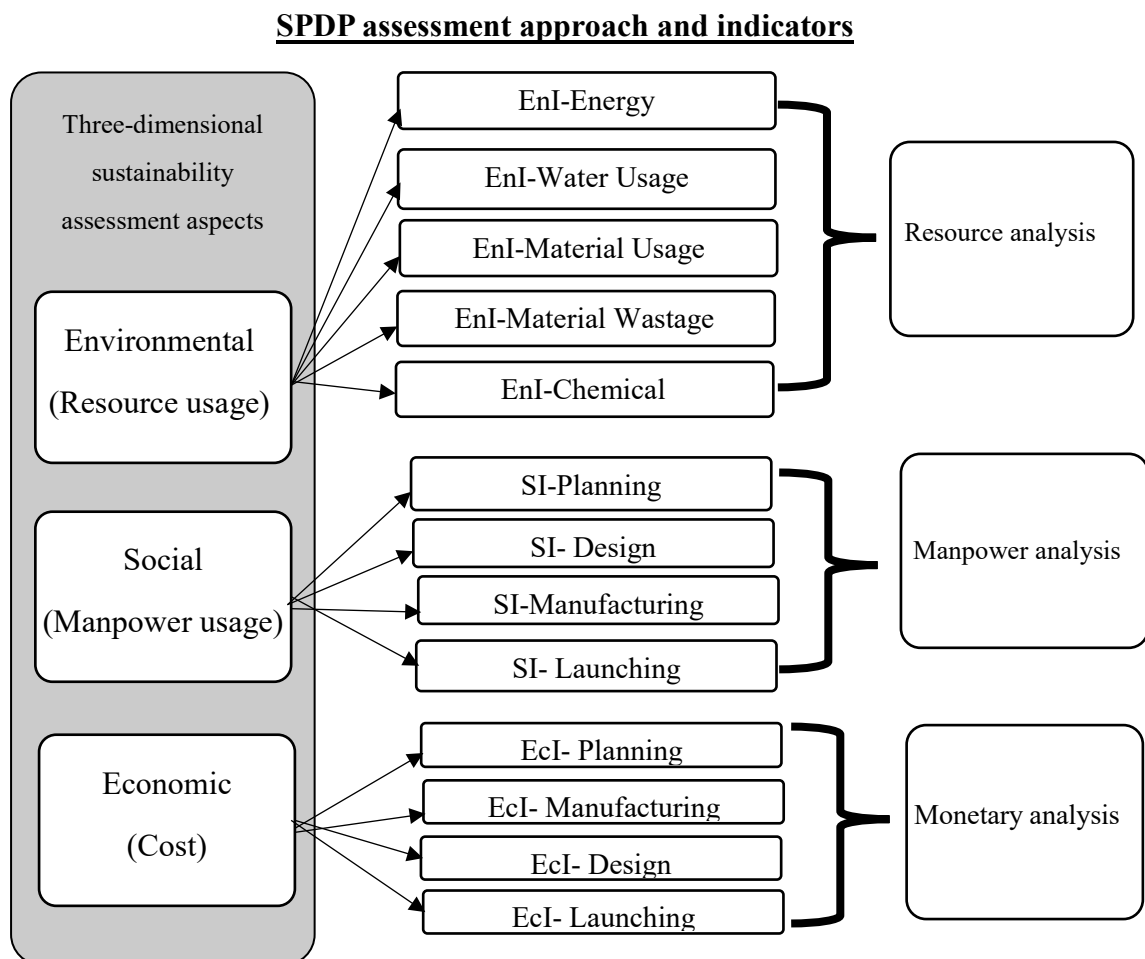 SPDP assessment approach and indicators
Three-dimensional
sustainability
assessment aspects
Environmental
(Resource usage)
Social
(Manpower usage)
Economic
(Cost)
EnI-Energy
EnI-Water Usage
EnI-Material Usage
EnI-Material Wastage
EnI-Chemical
SI-Planning
SI- Design
SI-Manufacturing
SI- Launching
EcI- Planning
EcI- Manufacturing
EcI- Design
EcI- Launching
Resource analysis
Manpower analysis
Monetary analysis